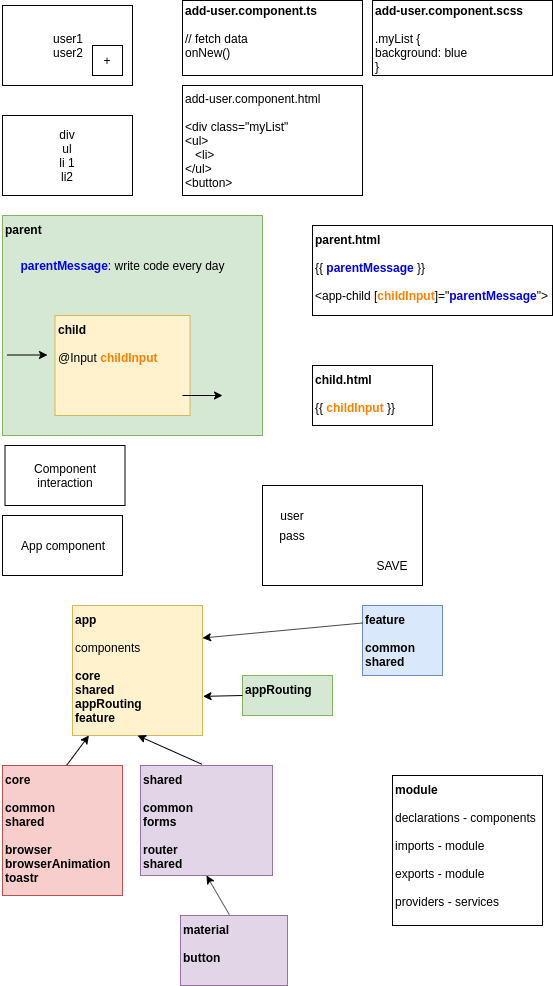 user1
user2
+
add-user.component.ts
// fetch data
onNew()
add-user.component.scss
.myList {
background: blue
}
add-user.component.html
<div class="myList"
<ul>
<li>
</ul>
<button>
div
ul
li 1
li2
parent
parentMessage: write code every day
child
@Input childInput
parent.html
{{ parentMessage }}
<app-child [childInput]="parentMessage">
child.html
{{ childInput }}
Component
interaction
App component
user
pass
SAVE
app
components
core
shared
appRouting
feature
feature
common
shared
appRouting
core
common
shared
browser
browserAnimation
toastr
shared
common
forms
router
shared
material
button
module
declarations - components
imports - module
exports - module
providers - services